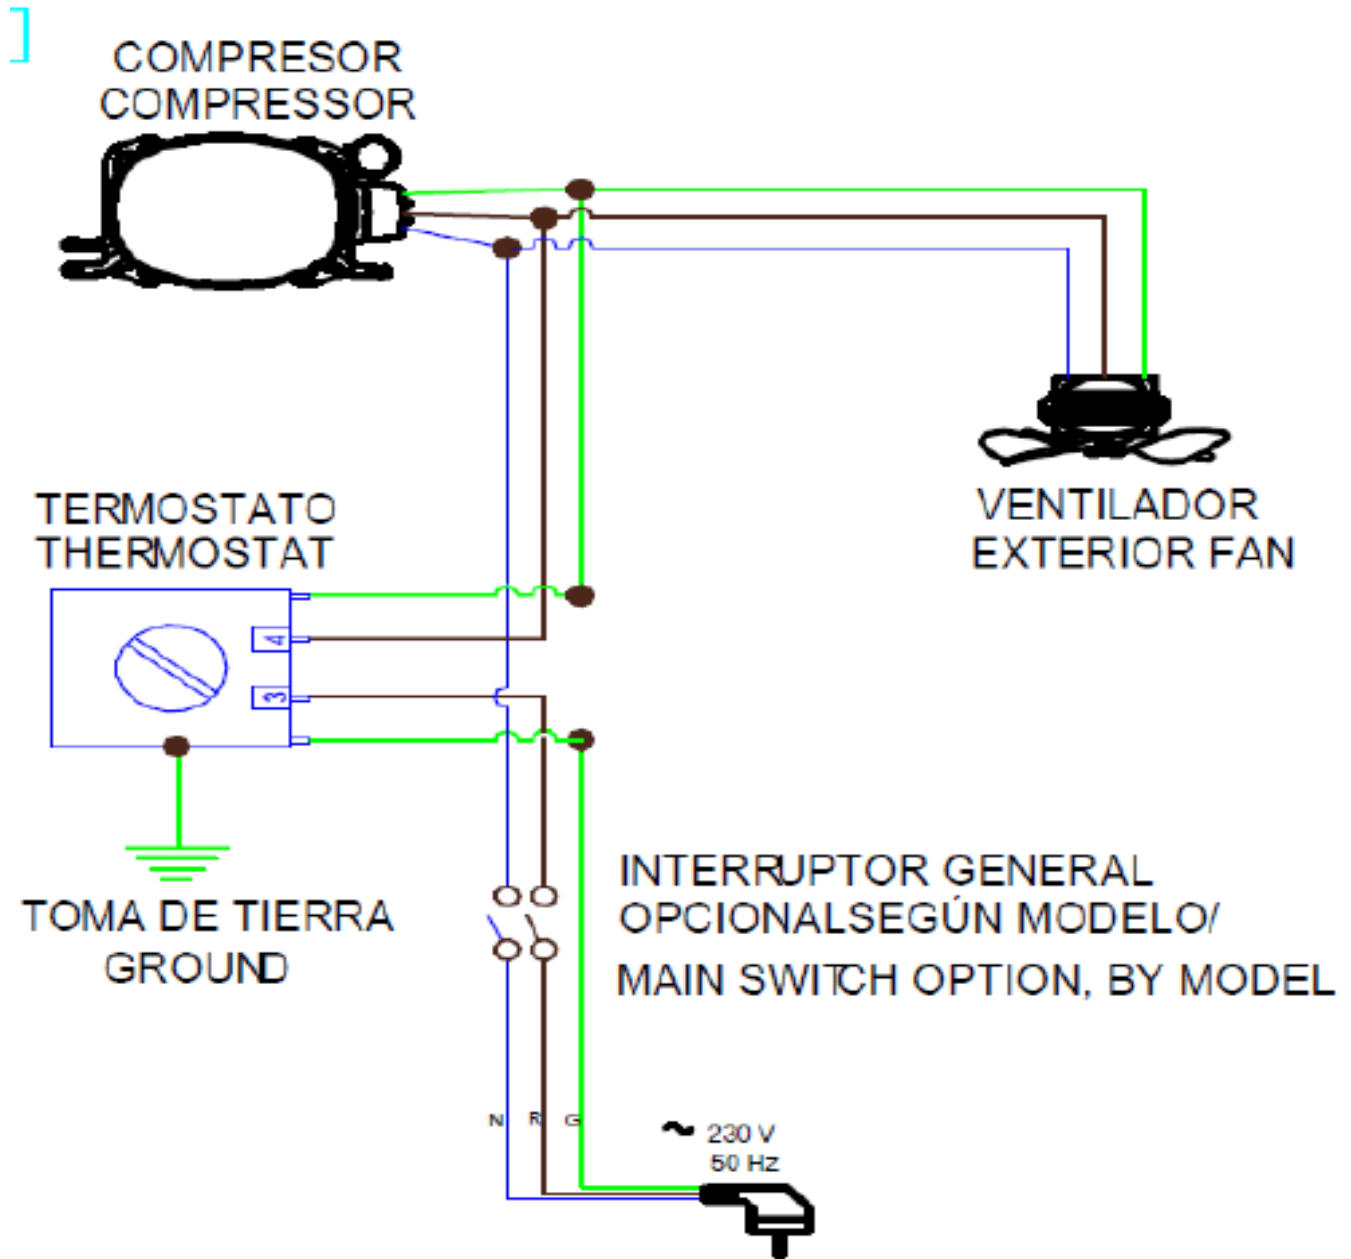 COMPRESOR
COMPRESSOR
TERMOSTATO
THERMOSTAT
4
3
TOMA DE TIERRA
GROUND
VENTILADOR
EXTERIOR FAN
INTERRUPTOR GENERAL
OPCIONALSEGÚN MODELO/
MAIN SWITCH OPTION, BY MODEL
N R G
~ 230 V
50 Hz